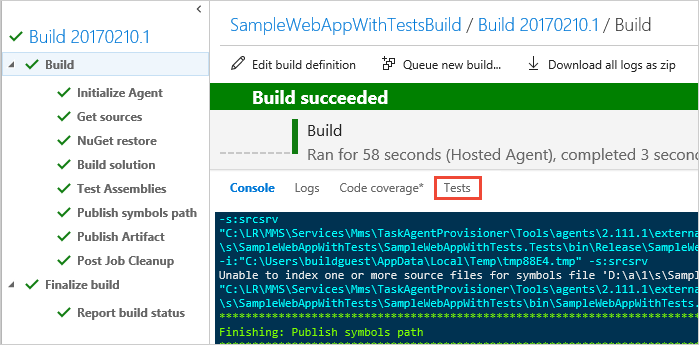 Build 20170210.1
Build
Initialize Agent
Get sources
NuGet restore
Build solution
Test Assemblies
Publish symbols path
Publish Artifact
Post Job Cleanup
Finalize build
Report build status
SampleWebAppWithTestsBuild / Build 20170210.1 / Build
Edit build definition Queue new build... Download all logs as zip
Build succeeded
Build
Ran for 58 seconds (Hosted Agent), completed 3 secon
Console Logs Code coverage* Tests
-s:srcsrv
"C:\LR\MMS\Services\Mms\TaskAgentProvisioner\Tools\agents\2.111.1\externa
\s\SampleWebAppWithTests\SampleWebAppWithTests.Tests\bin\Release\SampleWe
-i:"C:\Users\buildguest\AppData\Local\Temp\tmp88E4.tmp" -s:srcsrv
Unable to index one or more source files for symbols file 'D:\a\1\s\Sampl
"C:\LR\MMS\Services\Mms\TaskAgentProvisioner\Tools\agents\2.111.1\externa
\s\SampleWebAppWithTests\SampleWebAppWithTests\bin\SampleWebAppWithTests.
******************************************************************************
Finishing: Publish symbols path